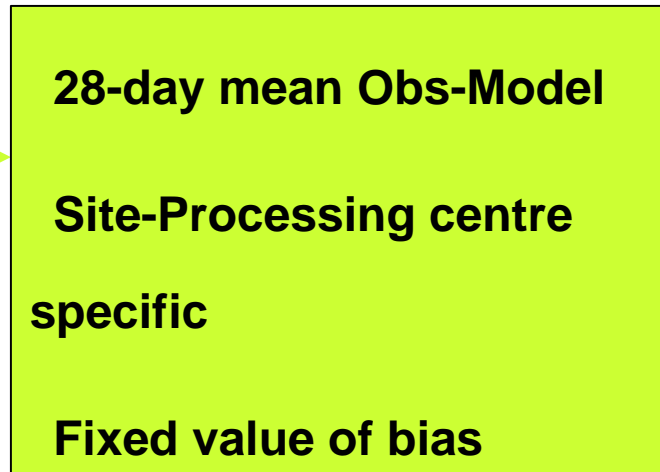 28-day mean Obs-Model
Site-Processing centre
specific
Fixed value of bias